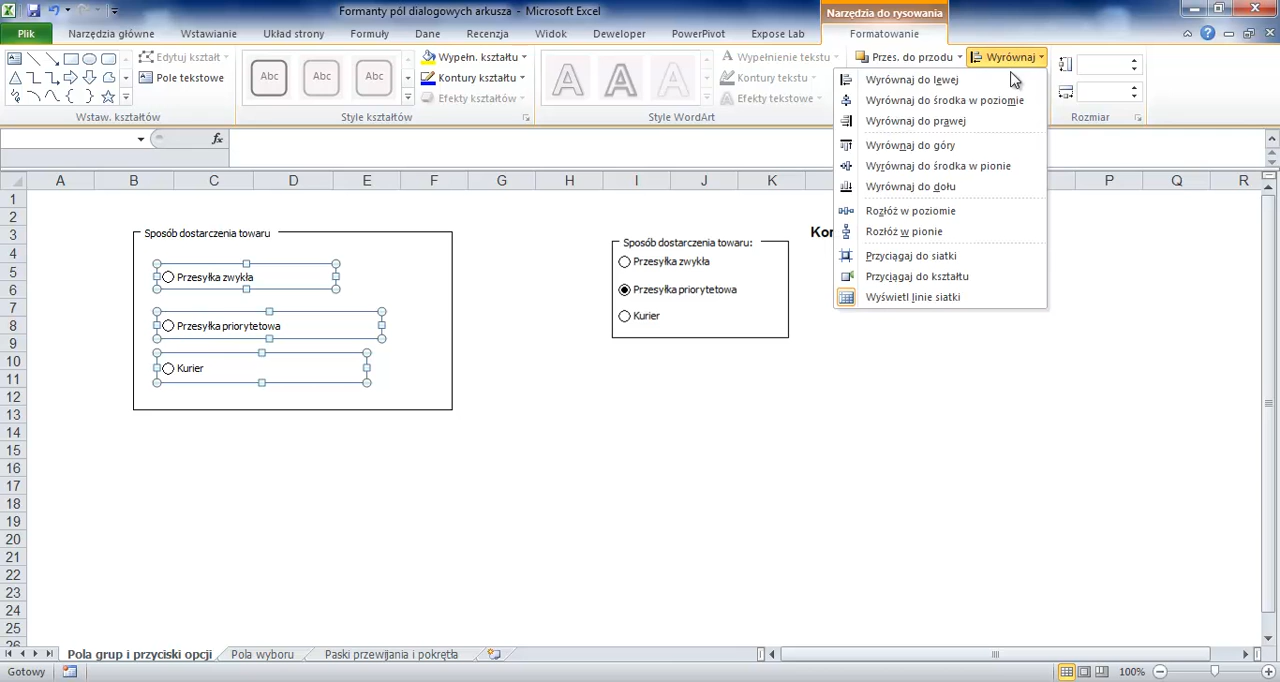 Formanty pól dialogowych arkusza - Microsoft Excel
Narzędzia do rysowania
Plik Narzędzia główne Wstawianie Układ strony Formuły Dane Recenzja Widok Deweloper PowerPivot Expose Lab Formatowanie
Edytuj kształt
Pole tekstowe
Wstaw. kształtów
Abc Abc Abc
Wypełn. kształtu
Kontury kształtu
Efekty kształtów
Style kształtów
A A A
Wypełnienie tekstu
Kontury tekstu
Efekty tekstowe
Style WordArt
Przes. do przodu
Wyrównaj
Rozmiar
Wyrównaj do lewej
Wyrównaj do środka w poziomie
Wyrównaj do prawej
Wyrównaj do góry
Wyrównaj do środka w pionie
Wyrównaj do dołu
Rozłóż w poziomie
Rozłóż w pionie
Przyciągaj do siatki
Przyciągaj do kształtu
Wyświetl linie siatki
fx
A B C D E F G H I J K P Q R
1
2
3
4
5
6
7
8
9
10
11
12
13
14
15
16
17
18
19
20
21
22
23
24
25
26
Sposób dostarczenia towaru
Przesyłka zwykła
Przesyłka priorytetowa
Kurier
Sposób dostarczenia towaru:
Przesyłka zwykła
Przesyłka priorytetowa
Kurier
Pola grup i przyciski opcji Pola wyboru Paski przewijania i pokrętła
Gotowy
100%